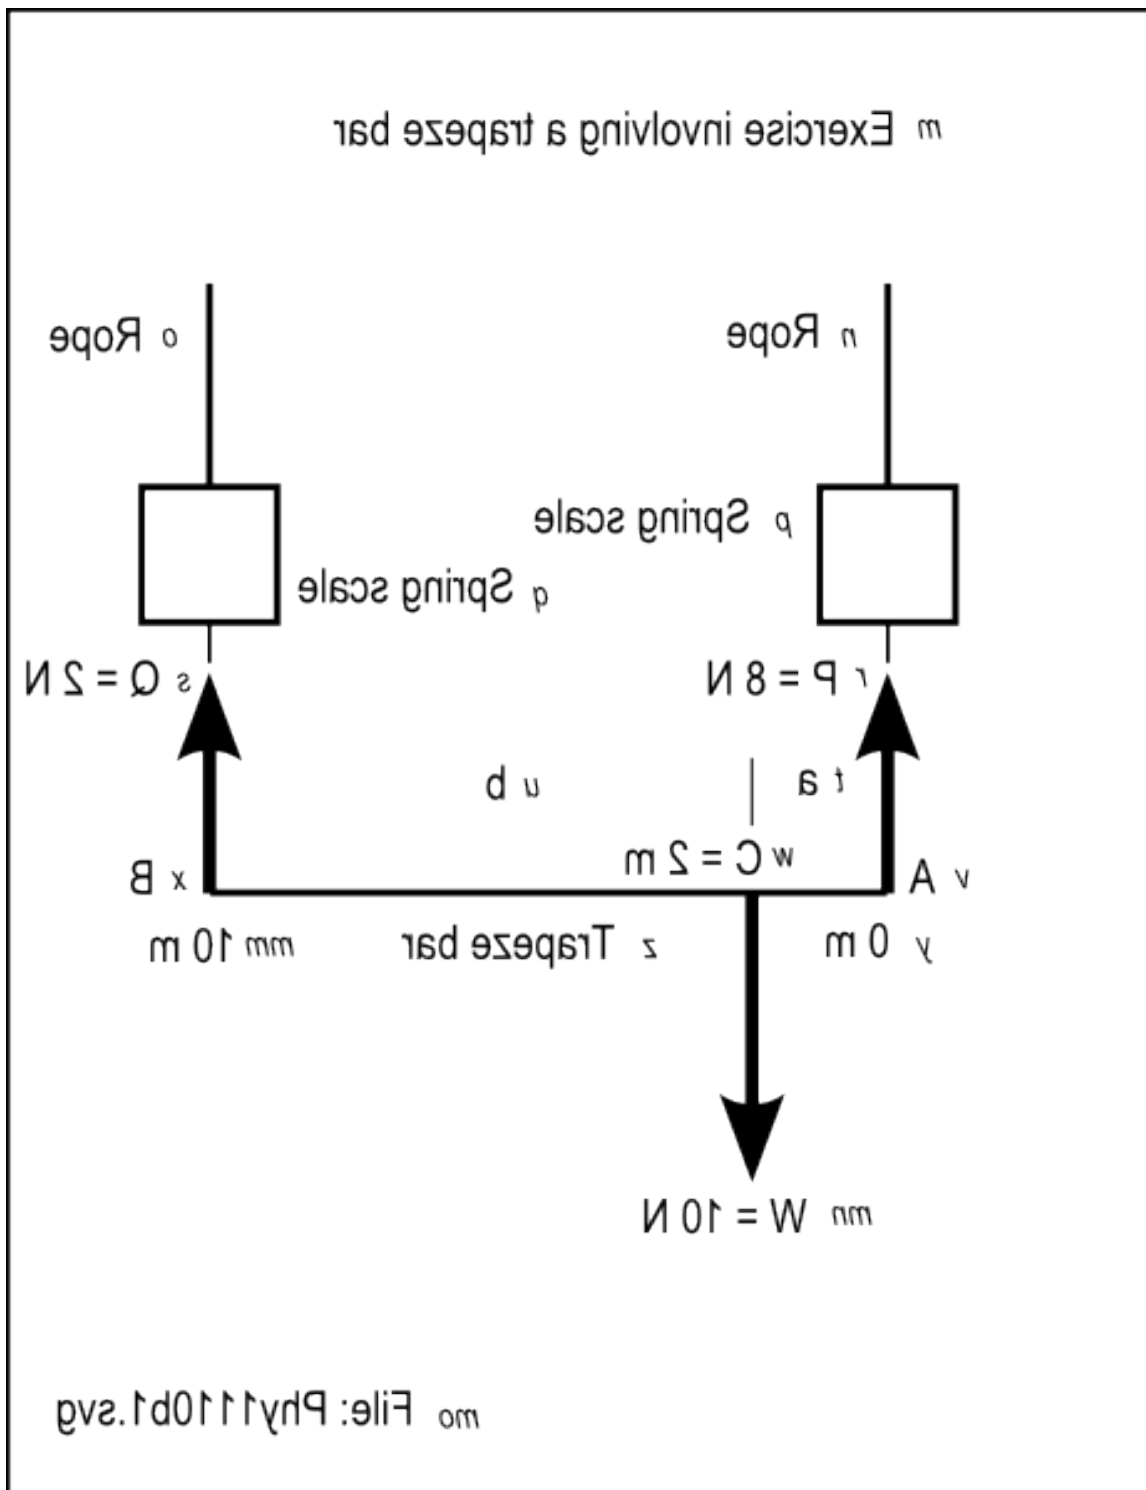 m Exercise involving a trapeze bar
n Rope
o Rope
p Spring scale
q Spring scale
r P = 8 N
s Q = 2 N
t a
u b
v A
w C = 2 m
x B
y 0 m
z Trapeze bar
mm 10 m
mn W = 10 N
mo File: Phy1110b1.svg